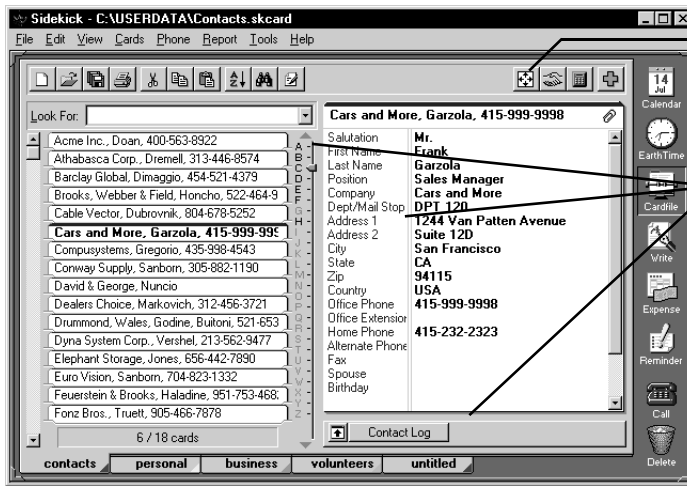 Sidekick - C:\USERDATA\Contacts.skcard
File Edit View Cards Phone Report Tools Help
Look For:
Acme Inc., Doan, 400-563-8922
Athabasca Corp., Dremell, 313-446-8574
Barclay Global, Dimaggio, 454-521-4379
Brooks, Webber & Field, Honcho, 522-464-9
Cable Vector, Dubrovnik, 804-678-5252
Cars and More, Garzola, 415-999-999
Compusystems, Gregorio, 435-998-4543
Conway Supply, Sanborn, 305-882-1190
David & George, Nuncio
Dealers Choice, Markovich, 312-456-3721
Drummond, Wales, Godine, Buitoni, 521-653
Dyna System Corp., Vershel, 213-562-9477
Elephant Storage, Jones, 656-442-7890
Euro Vision, Sanborn, 704-823-1332
Feuerstein & Brooks, Haladine, 951-753-468
Fonz Bros., Truett, 905-466-7878
6 / 18 cards
A
B
C
D
E
F
G
H
I
J
K
L
M
N
O
P
Q
R
S
T
U
V
W
X
Y
Z
Cars and More, Garzola, 415-999-9998
Salutation Mr.
First Name Frank
Last Name Garzola
Position Sales Manager
Company Cars and More
Dept/Mail Stop DPT 120
Address 1 1244 Van Patten Avenue
Address 2 Suite 12D
City San Francisco
State CA
Zip 94115
Country USA
Office Phone 415-999-9998
Office Extension
Home Phone 415-232-2323
Alternate Phone
Fax
Spouse
Birthday
Contact Log
contacts personal business volunteers untitled
14
Jul
Calendar
EarthTime
Cardfile
Write
Expense
Reminder
Call
Delete